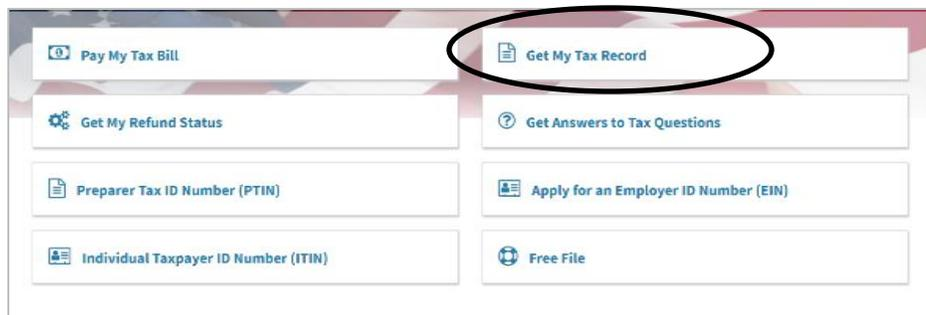 Pay My Tax Bill
Get My Tax Record
Get My Refund Status
Get Answers to Tax Questions
Preparer Tax ID Number (PTIN)
Apply for an Employer ID Number (EIN)
Individual Taxpayer ID Number (ITIN)
Free File